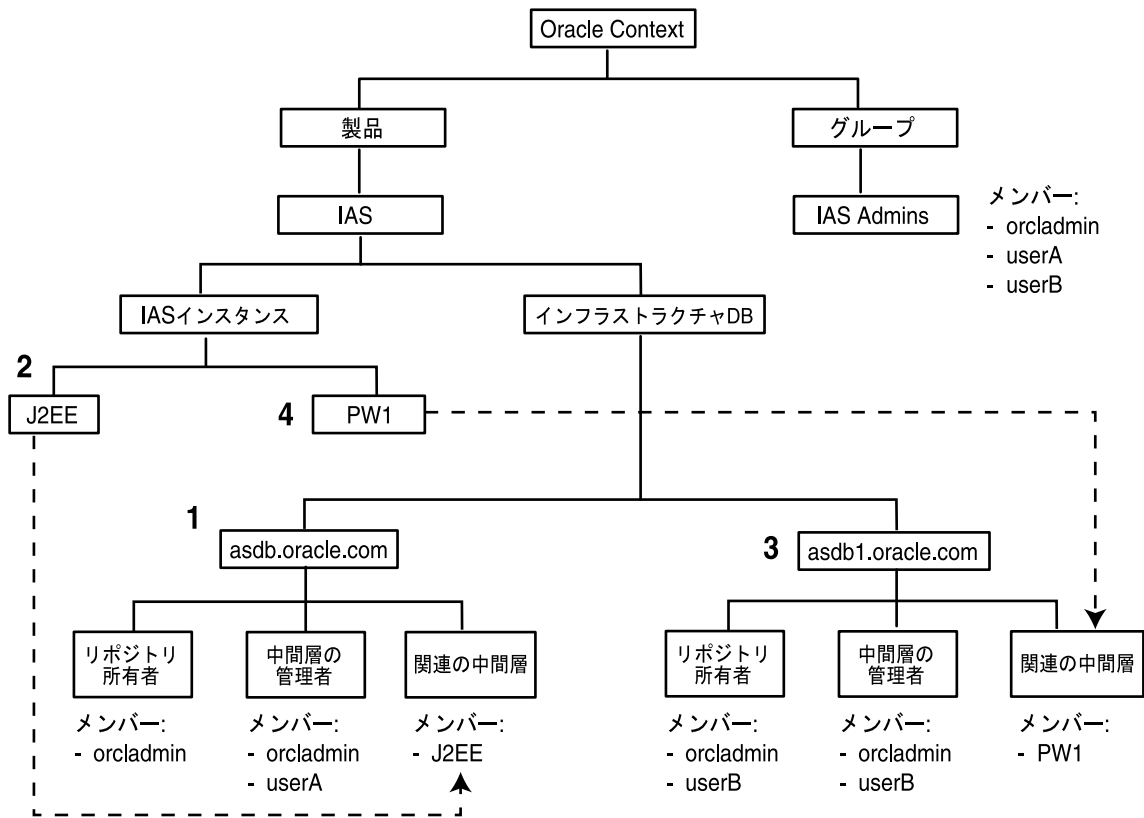 Oracle Context
製品
グループ
IAS
IAS Admins
メンバー:
- orcladmin
- userA
- userB
IASインスタンス
インフラストラクチャDB
2
J2EE
4
PW1
1
asdb.oracle.com
3
asdb1.oracle.com
リポジトリ
所有者
中間層の
管理者
関連の中間層
リポジトリ
所有者
中間層の
管理者
関連の中間層
メンバー:
- orcladmin
メンバー:
- orcladmin
- userA
メンバー:
- J2EE
メンバー:
- orcladmin
- userB
メンバー:
- orcladmin
- userB
メンバー:
- PW1